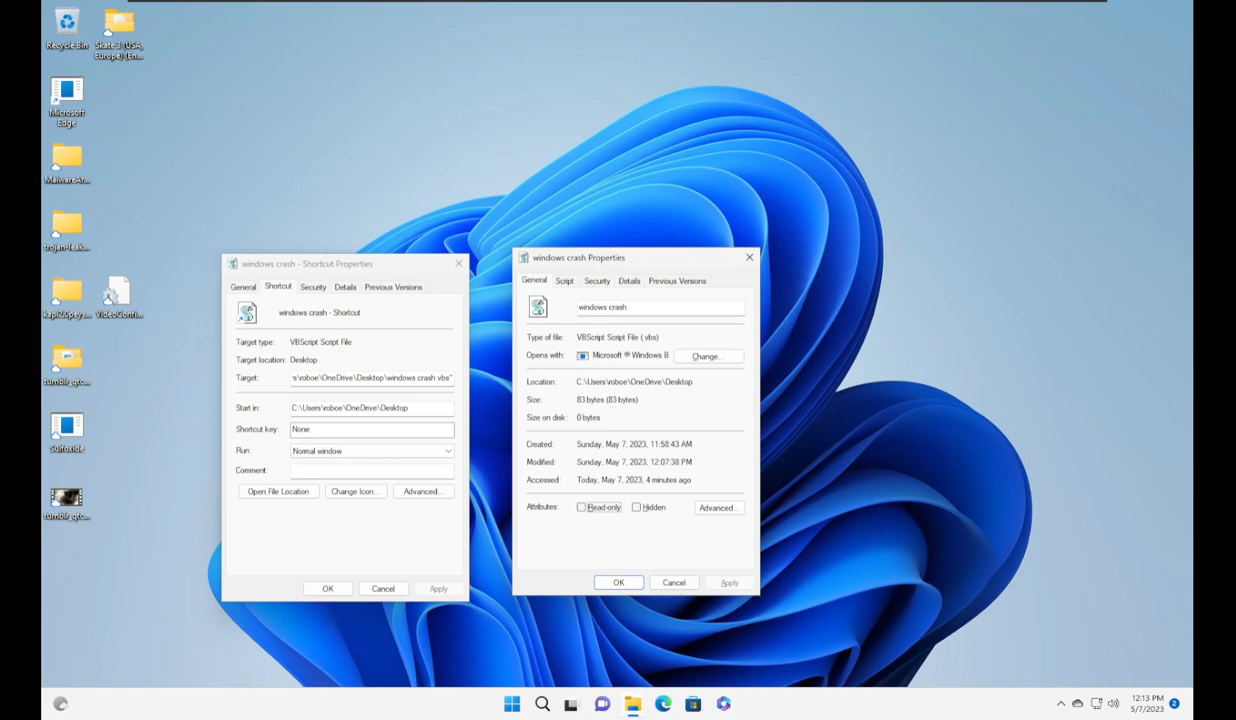 Recycle Bin
Skate 3 (USA,
Europe) (En...
Microsoft
Edge
MalwareAr...
trojan-leak...
VideoConfi...
tumblr_qtc...
Sulfoxide
tumblr_qtc...
windows crash - Shortcut Properties
General Shortcut Security Details Previous Versions
windows crash - Shortcut
Target type: VBScript Script File
Target location: Desktop
Target: s\roboe\OneDrive\Desktop\windows crash.vbs"
Start in: C:\Users\roboe\OneDrive\Desktop
Shortcut key: None
Run: Normal window
Comment:
Open File Location Change Icon... Advanced...
OK Cancel Apply
windows crash Properties
General Script Security Details Previous Versions
windows crash
Type of file: VBScript Script File (.vbs)
Opens with: Microsoft ® Windows B Change...
Location: C:\Users\roboe\OneDrive\Desktop
Size: 83 bytes (83 bytes)
Size on disk: 0 bytes
Created: Sunday, May 7, 2023, 11:58:43 AM
Modified: Sunday, May 7, 2023, 12:07:38 PM
Accessed: Today, May 7, 2023, 4 minutes ago
Attributes: Read-only Hidden Advanced...
OK Cancel Apply
12:13 PM
5/7/2023
2